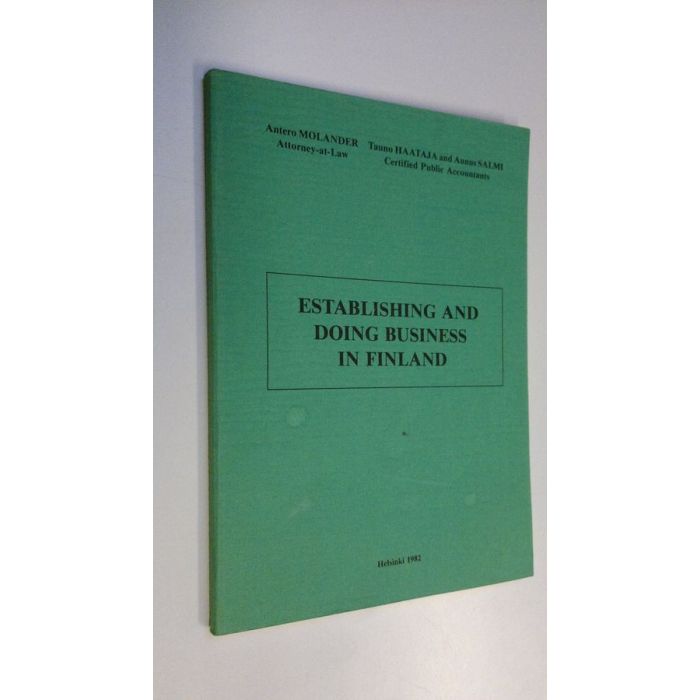 Antero MOLANDER
Attorney-at-Law
Tauno HAATAJA and Aunus SALMI
Certified Public Accountants
ESTABLISHING AND
DOING BUSINESS
IN FINLAND
Helsinki 1982